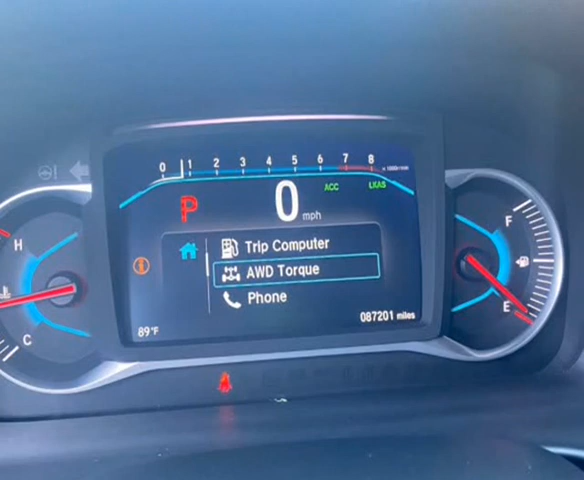 0 1 2 3 4 5 6 7 8 x 1000r/min
ACC LKAS
P 0 mph
H
F
Trip Computer
AWD Torque
Phone
E
C
89°F
087201 miles